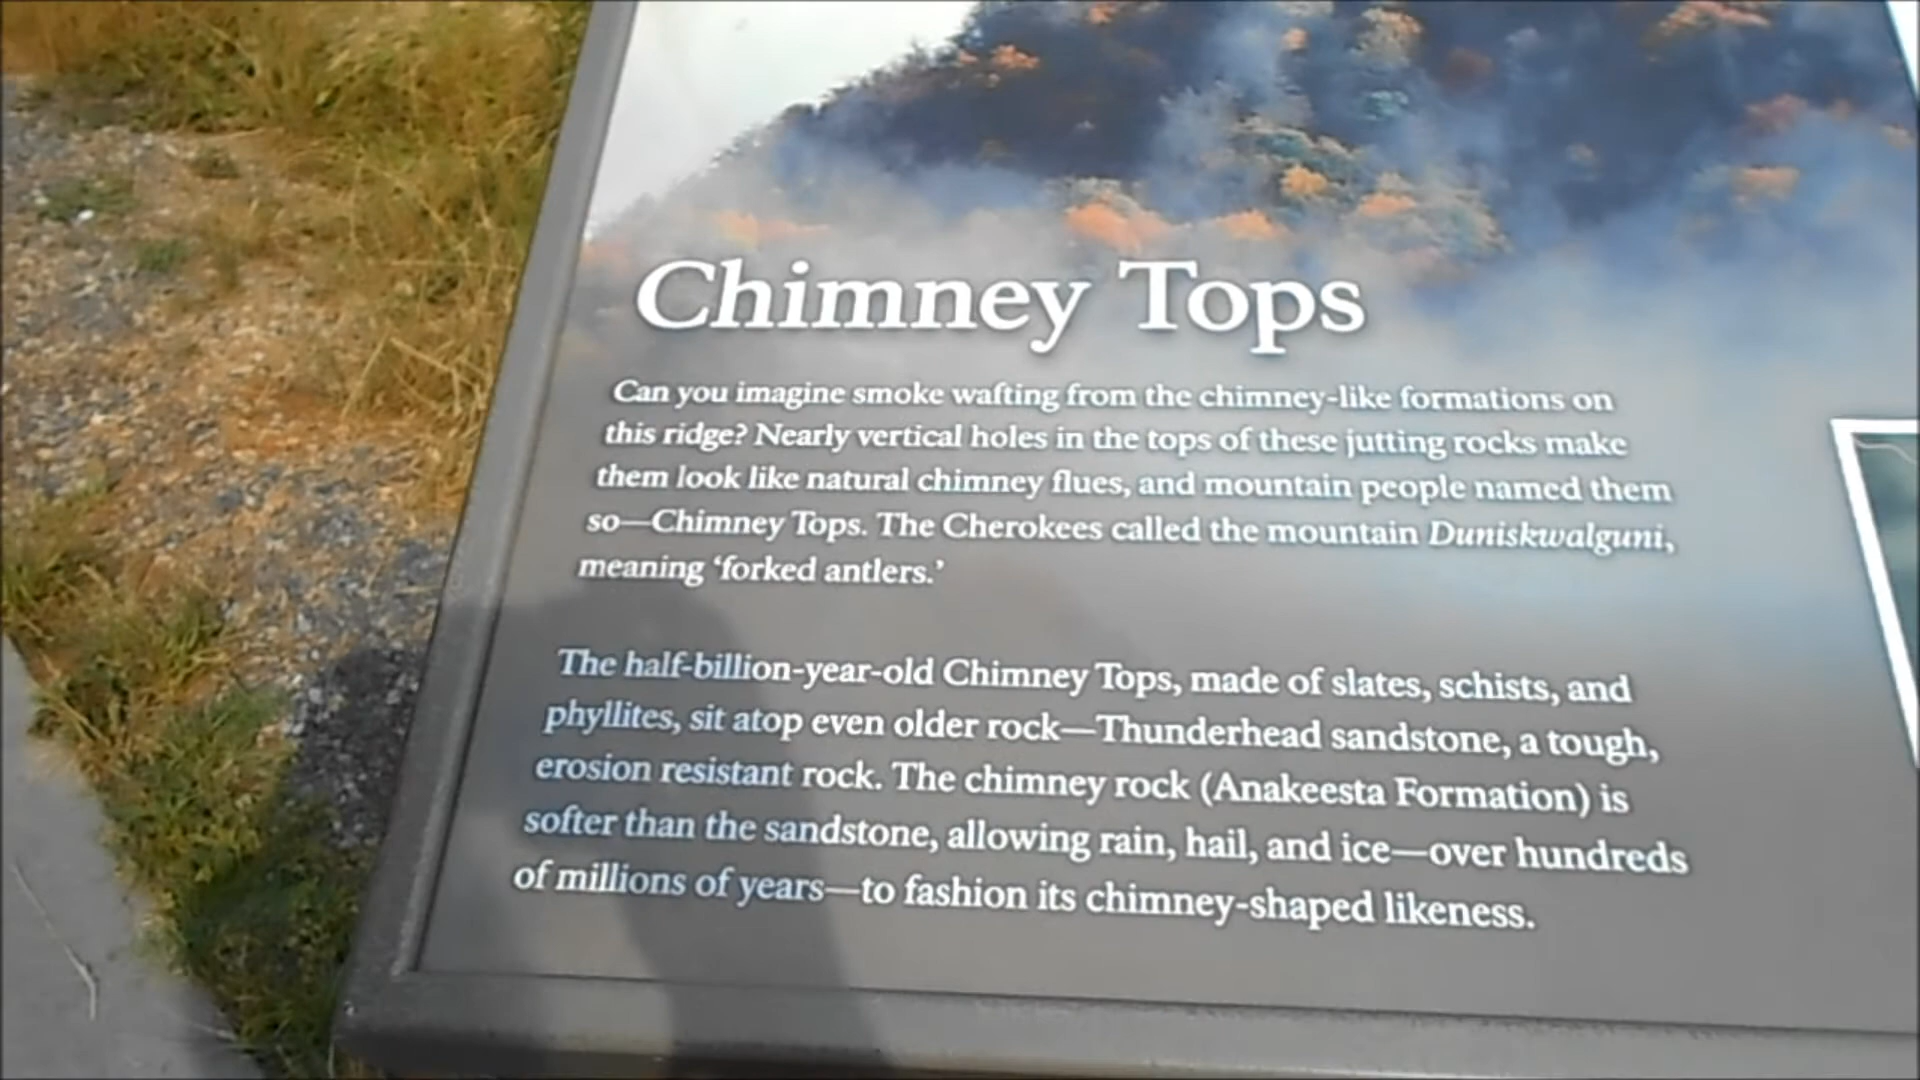 Chimney Tops
Can you imagine smoke wafting from the chimney-like formations on
this ridge? Nearly vertical holes in the tops of these jutting rocks make
them look like natural chimney flues, and mountain people named them
so—Chimney Tops. The Cherokees called the mountain Duniskwalguni,
meaning ‘forked antlers.’
The half-billion-year-old Chimney Tops, made of slates, schists, and
phyllites, sit atop even older rock—Thunderhead sandstone, a tough,
erosion resistant rock. The chimney rock (Anakeesta Formation) is
softer than the sandstone, allowing rain, hail, and ice—over hundreds
of millions of years—to fashion its chimney-shaped likeness.